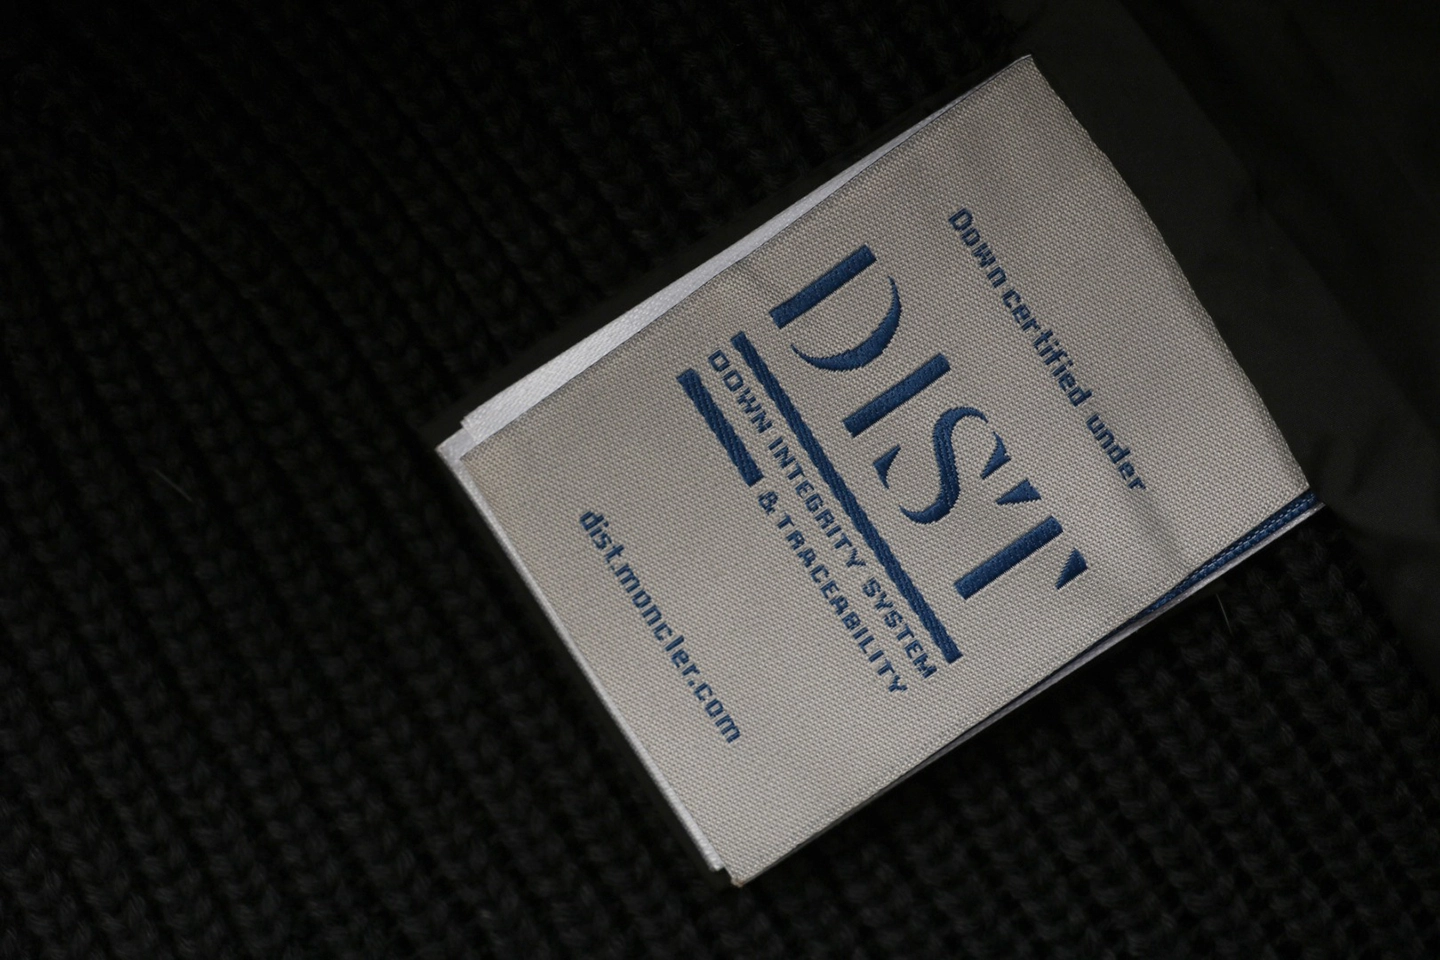 Down certified under
DIST
DOWN INTEGRITY SYSTEM
& TRACEABILITY
dist.moncler.com